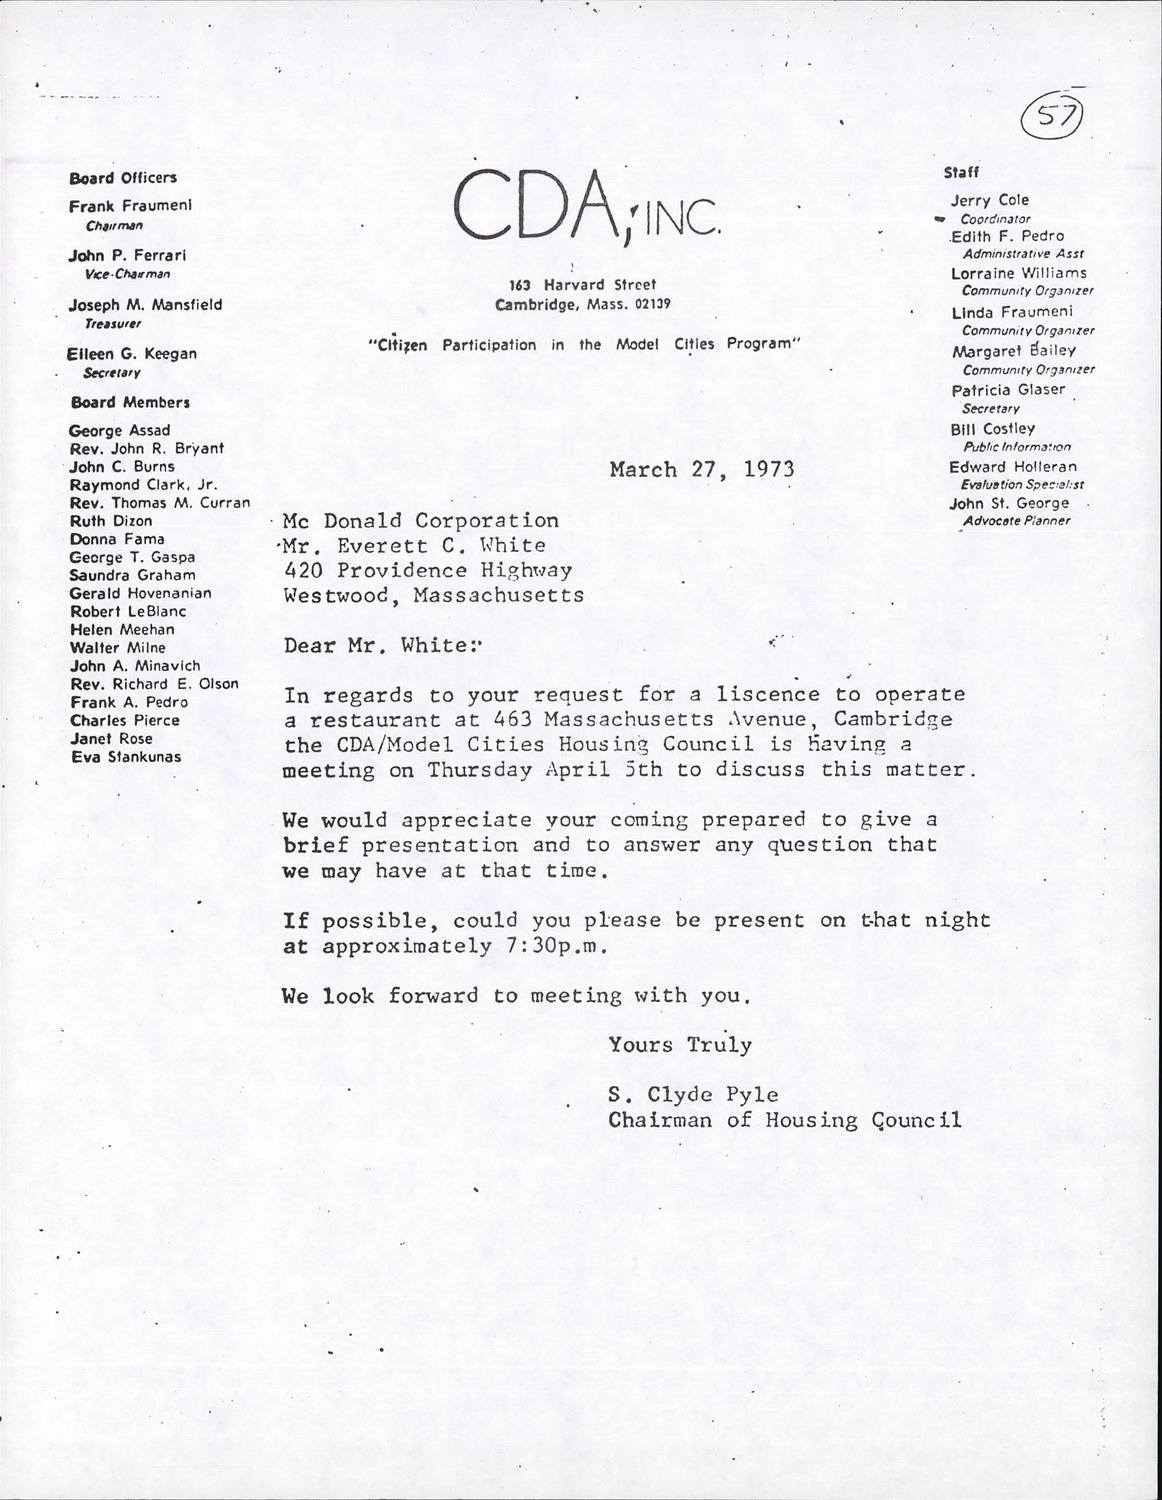 57
Board Officers
Frank Fraumeni
Chairman
John P. Ferrari
Vice-Chairman
Joseph M. Mansfield
Treasurer
Eileen G. Keegan
Secretary
Board Members
George Assad
Rev. John R. Bryant
John C. Burns
Raymond Clark, Jr.
Rev. Thomas M. Curran
Ruth Dixon
Donna Fama
George T. Gaspa
Saundra Graham
Gerald Hovenanian
Robert LeBlanc
Helen Meehan
Walter Milne
John A. Minavich
Rev. Richard E. Olson
Frank A. Pedro
Charles Pierce
Janet Rose
Eva Stankunas
CDA, INC.
163 Harvard Street
Cambridge, Mass. 02139
"Citizen Participation in the Model Cities Program"
Staff
Jerry Cole
Coordinator
Edith F. Pedro
Administrative Asst
Lorraine Williams
Community Organizer
Linda Fraumeni
Community Organizer
Margaret Bailey
Community Organizer
Patricia Glaser
Secretary
Bill Costley
Public Information
Edward Holleran
Evaluation Specialist
John St. George
Advocate Planner
March 27, 1973
Mc Donald Corporation
Mr. Everett C. White
420 Providence Highway
Westwood, Massachusetts
Dear Mr. White:
In regards to your request for a liscence to operate
a restaurant at 463 Massachusetts Avenue, Cambridge
the CDA/Model Cities Housing Council is having a
meeting on Thursday April 5th to discuss this matter.
We would appreciate your coming prepared to give a
brief presentation and to answer any question that
we may have at that time.
If possible, could you please be present on that night
at approximately 7:30p.m.
We look forward to meeting with you.
Yours Truly
S. Clyde Pyle
Chairman of Housing Council